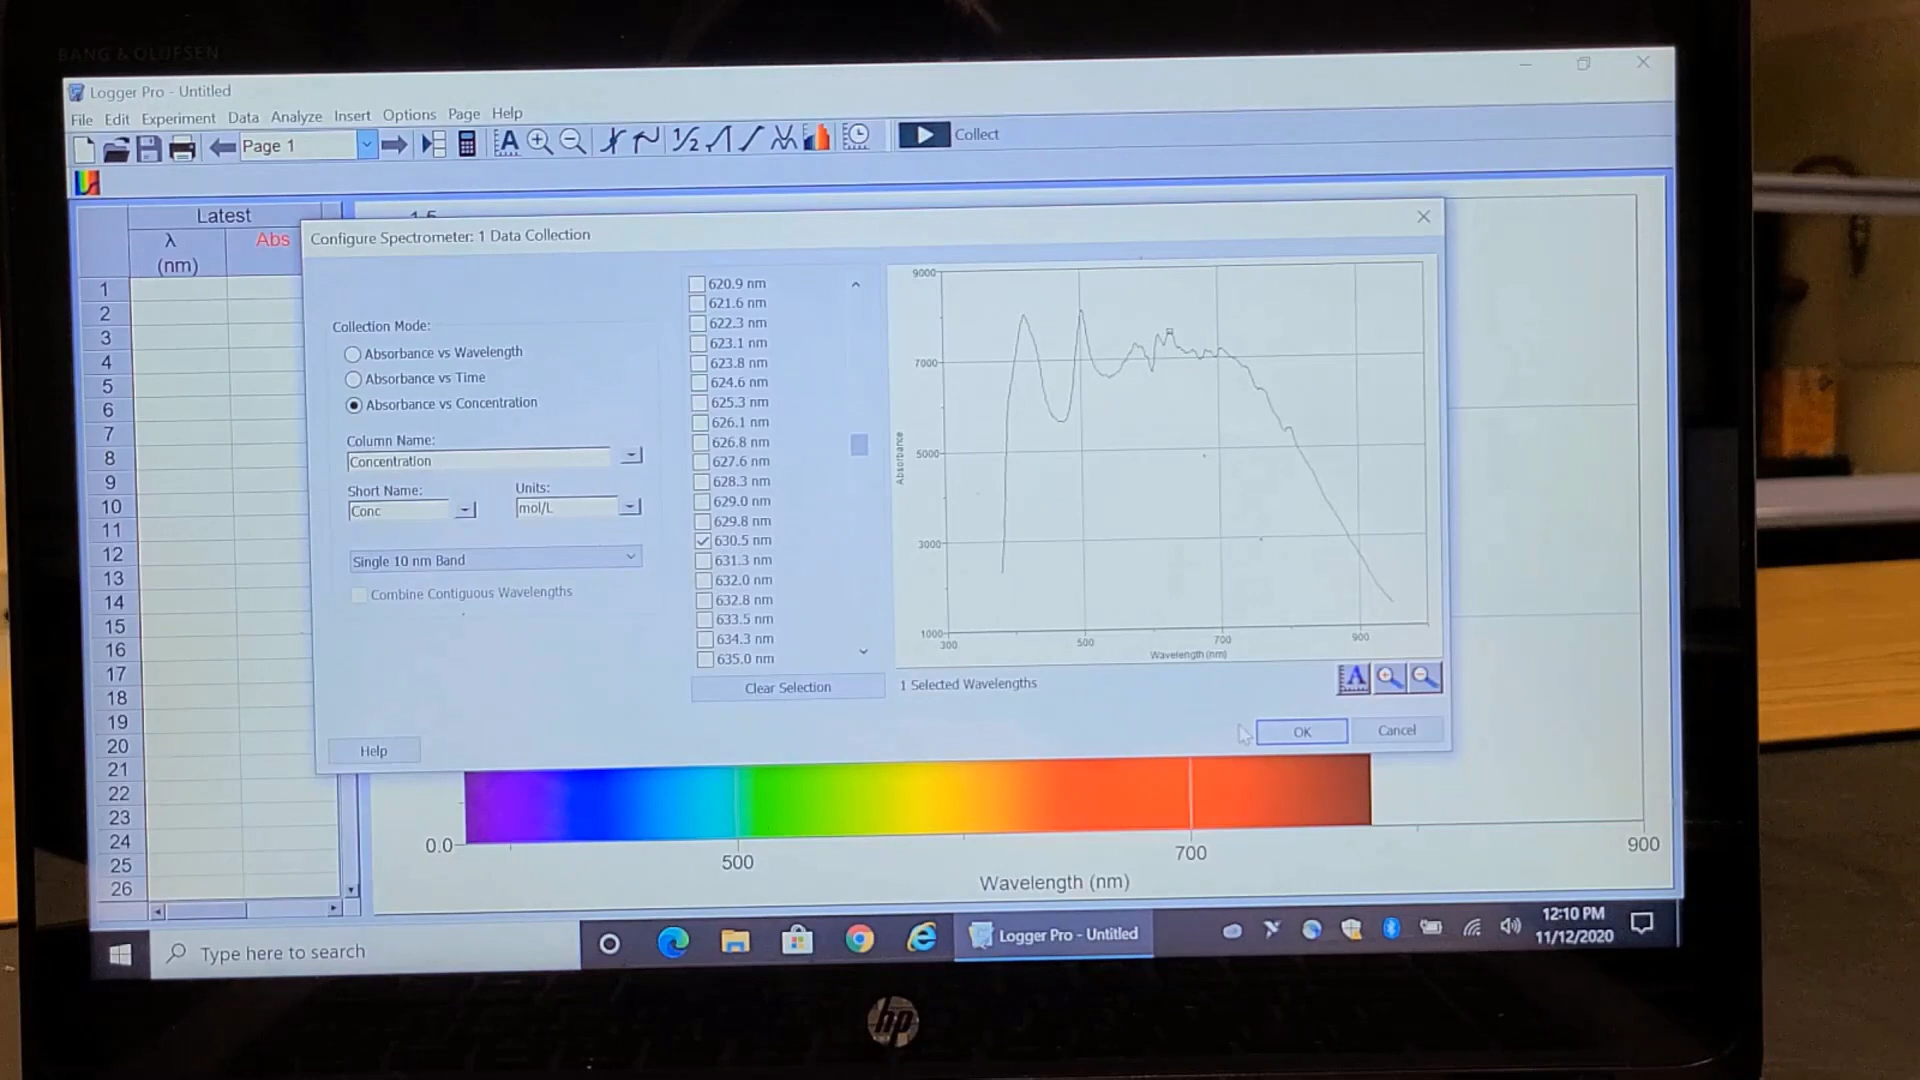 BANG & OLUFSEN
Logger Pro - Untitled
File Edit Experiment Data Analyze Insert Options Page Help
Page 1
Collect
Latest
λ
(nm)
Abs
1
2
3
4
5
6
7
8
9
10
11
12
13
14
15
16
17
18
19
20
21
22
23
24
25
26
Configure Spectrometer: 1 Data Collection
Collection Mode:
Absorbance vs Wavelength
Absorbance vs Time
Absorbance vs Concentration
Column Name:
Concentration
Short Name:
Units:
Conc
mol/L
Single 10 nm Band
Combine Contiguous Wavelengths
Help
620.9 nm
621.6 nm
622.3 nm
623.1 nm
623.8 nm
624.6 nm
625.3 nm
626.1 nm
626.8 nm
627.6 nm
628.3 nm
629.0 nm
629.8 nm
630.5 nm
631.3 nm
632.0 nm
632.8 nm
633.5 nm
634.3 nm
635.0 nm
Clear Selection
9000
7000
5000
3000
1000
Absorbance
300
500
700
900
Wavelength (nm)
1 Selected Wavelengths
OK
Cancel
0.0
500
700
900
Wavelength (nm)
Type here to search
Logger Pro - Untitled
12:10 PM
11/12/2020
hp